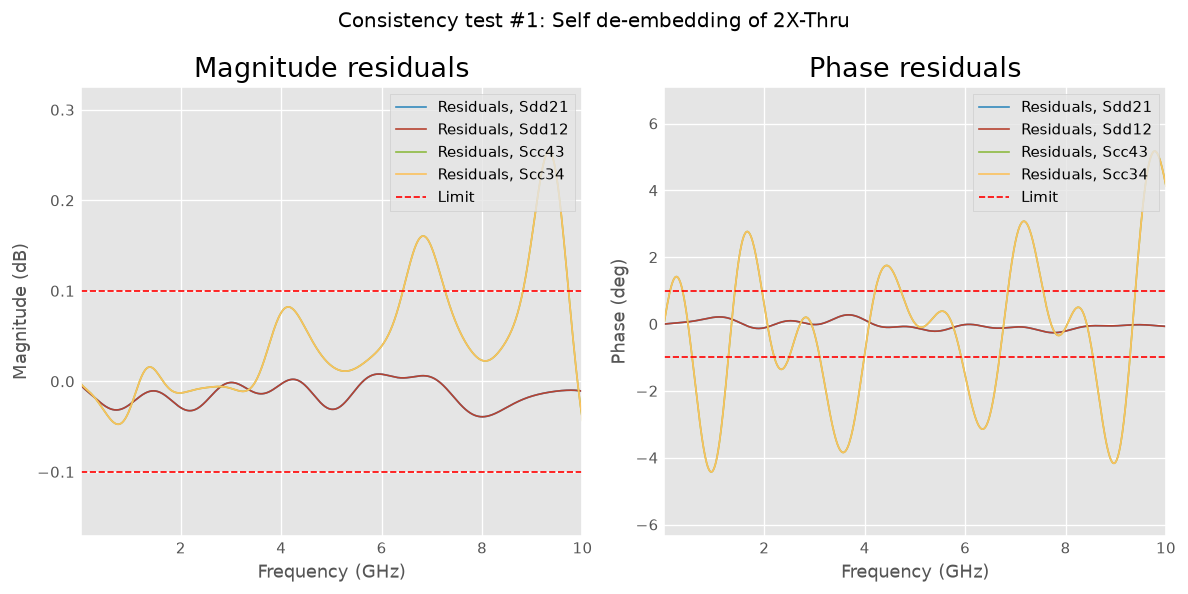 Consistency test #1: Self de-embedding of 2X-Thru
Magnitude residuals
Residuals, Sdd21
Residuals, Sdd12
Residuals, Scc43
Residuals, Scc34
Limit
0.3
0.2
0.1
0.0
−0.1
Magnitude (dB)
2
4
6
8
10
Frequency (GHz)
Phase residuals
Residuals, Sdd21
Residuals, Sdd12
Residuals, Scc43
Residuals, Scc34
Limit
6
4
2
0
−2
−4
−6
Phase (deg)
2
4
6
8
10
Frequency (GHz)